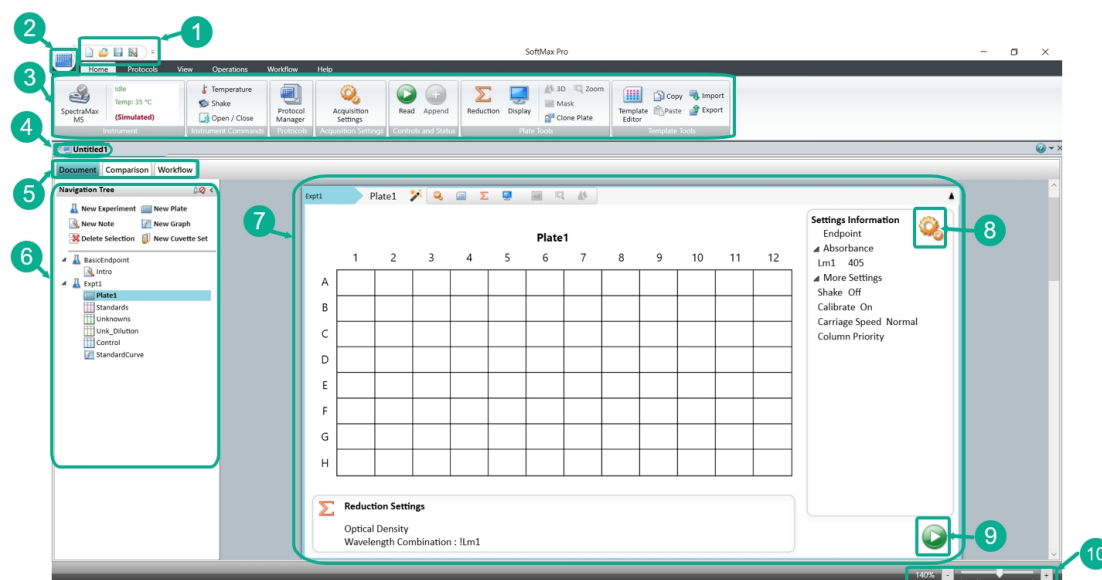 1
2
SoftMax Pro
Home Protocols View Operations Workflow Help
3
SpectraMax M5
Idle
Temp: 35 °C
(Simulated)
Instrument
Temperature
Shake
Open / Close
Instrument Commands
Protocol Manager
Protocols
Acquisition Settings
Acquisition Settings
Read Append
Controls and Status
Reduction Display
3D Zoom
Mask
Clone Plate
Plate Tools
Template Editor
Copy Import
Paste Export
Template Tools
4
Untitled1
5
Document Comparison Workflow
Navigation Tree
New Experiment New Plate
New Note New Graph
Delete Selection New Cuvette Set
6
BasicEndpoint
Intro
Expt1
Plate1
Standards
Unknowns
Unk_Dilution
Control
StandardCurve
7
Expt1 Plate1
Plate1
1 2 3 4 5 6 7 8 9 10 11 12
A
B
C
D
E
F
G
H
Settings Information
Endpoint
Absorbance
Lm1 405
More Settings
Shake Off
Calibrate On
Carriage Speed Normal
Column Priority
8
Reduction Settings
Optical Density
Wavelength Combination : !Lm1
9
10
140% - +